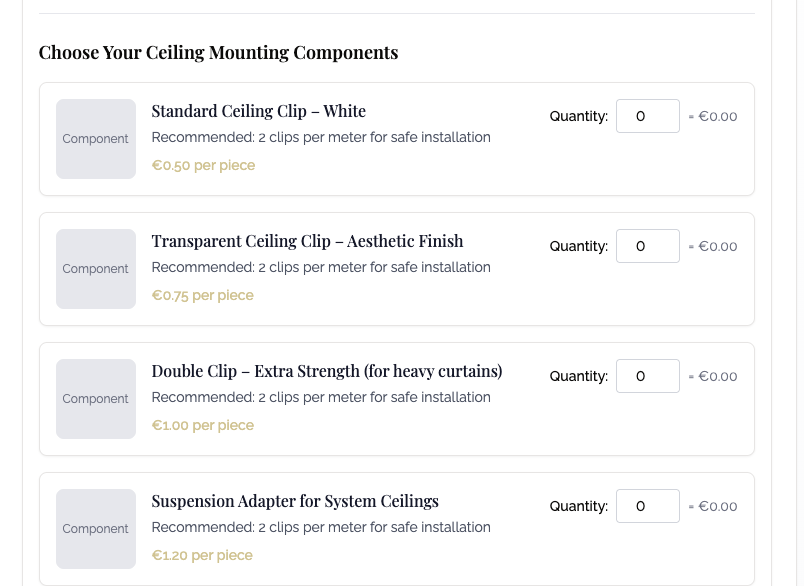 Choose Your Ceiling Mounting Components
Component
Standard Ceiling Clip – White
Recommended: 2 clips per meter for safe installation
€0.50 per piece
Quantity: 0 = €0.00
Component
Transparent Ceiling Clip – Aesthetic Finish
Recommended: 2 clips per meter for safe installation
€0.75 per piece
Quantity: 0 = €0.00
Component
Double Clip – Extra Strength (for heavy curtains)
Recommended: 2 clips per meter for safe installation
€1.00 per piece
Quantity: 0 = €0.00
Component
Suspension Adapter for System Ceilings
Recommended: 2 clips per meter for safe installation
€1.20 per piece
Quantity: 0 = €0.00